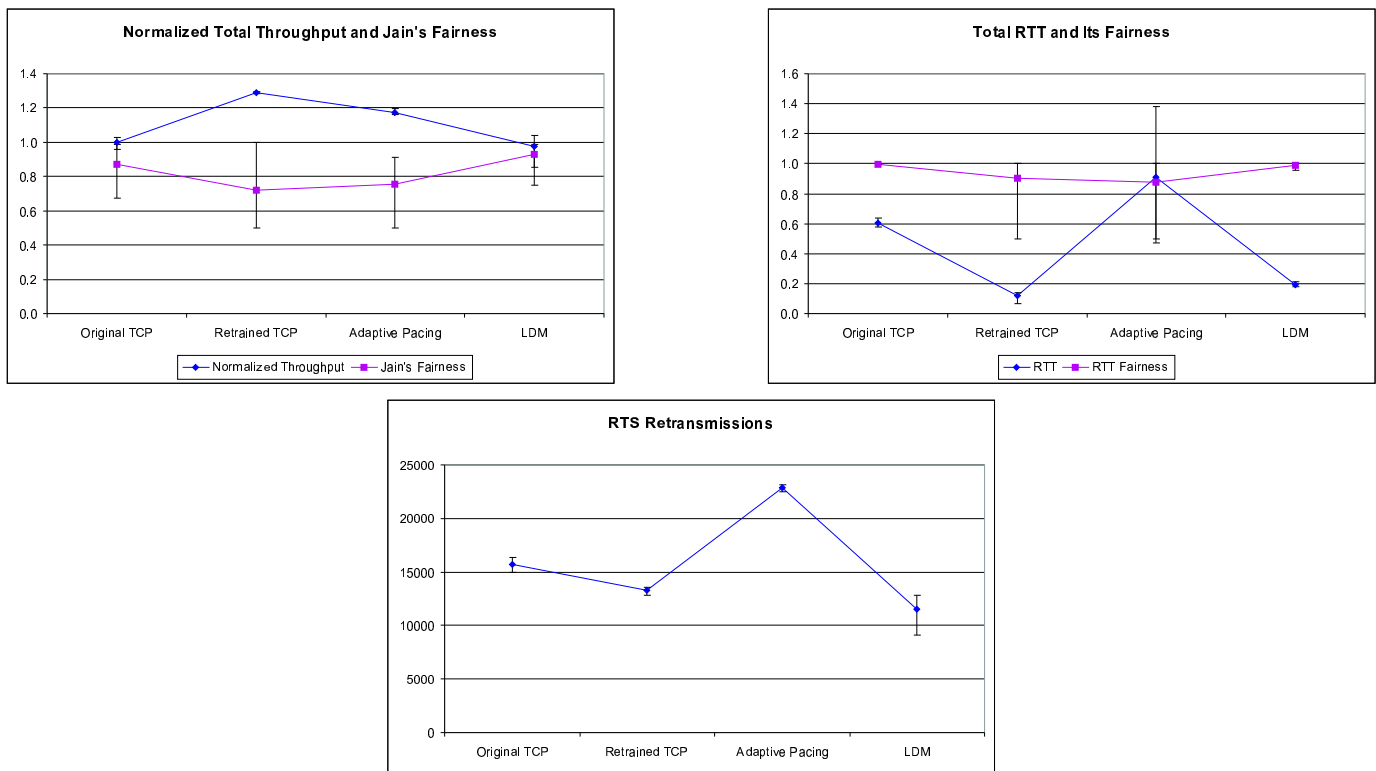 Normalized Total Throughput and Jain's Fairness
1.4
1.2
1.0
0.8
0.6
0.4
0.2
0.0
Original TCP
Retrained TCP
Adaptive Pacing
LDM
Normalized Throughput
Jain's Fairness
Total RTT and Its Fairness
1.6
1.4
1.2
1.0
0.8
0.6
0.4
0.2
0.0
Original TCP
Retrained TCP
Adaptive Pacing
LDM
RTT
RTT Fairness
RTS Retransmissions
25000
20000
15000
10000
5000
0
Original TCP
Retrained TCP
Adaptive Pacing
LDM